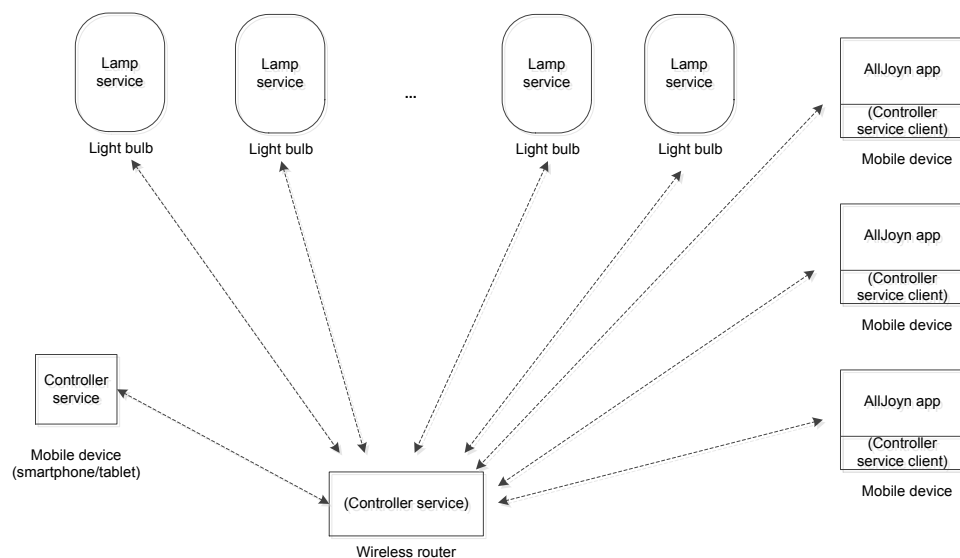 Lamp
service
Light bulb
Lamp
service
Light bulb
...
Lamp
service
Light bulb
Lamp
service
Light bulb
AllJoyn app
(Controller
service client)
Mobile device
AllJoyn app
(Controller
service client)
Mobile device
AllJoyn app
(Controller
service client)
Mobile device
Controller
service
Mobile device
(smartphone/tablet)
(Controller service)
Wireless router